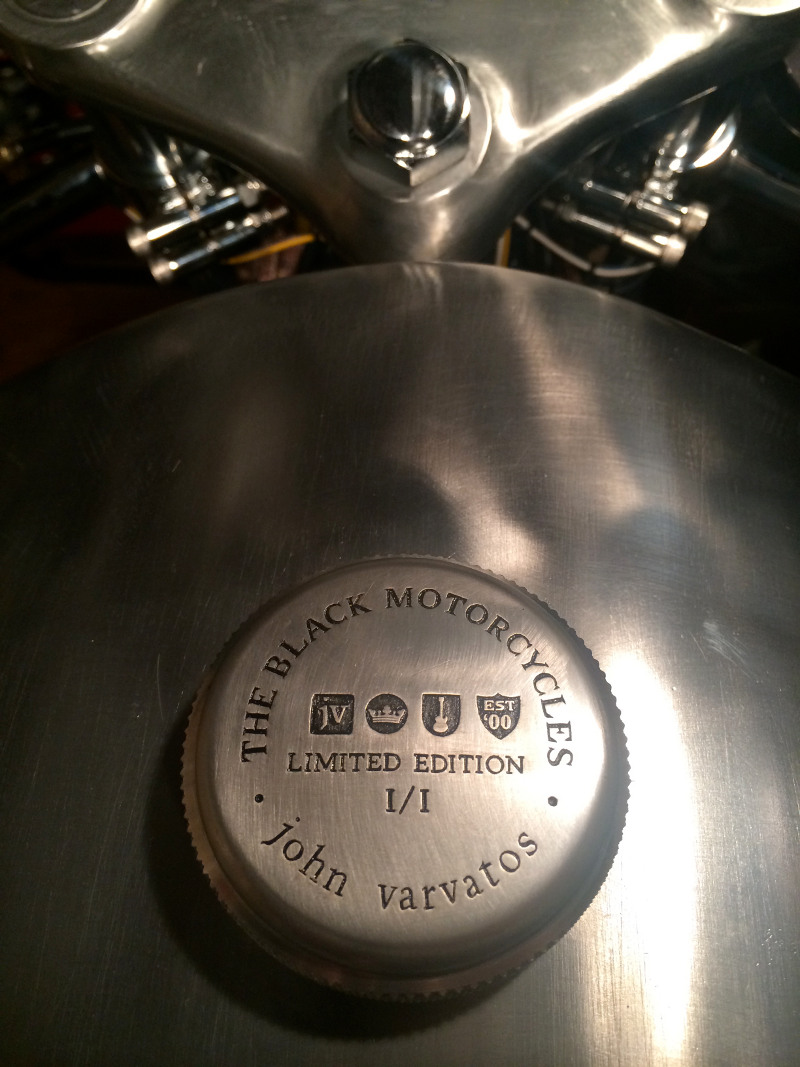 THE BLACK MOTORCYCLES
jv
EST
'00
LIMITED EDITION
I/I
john varvatos